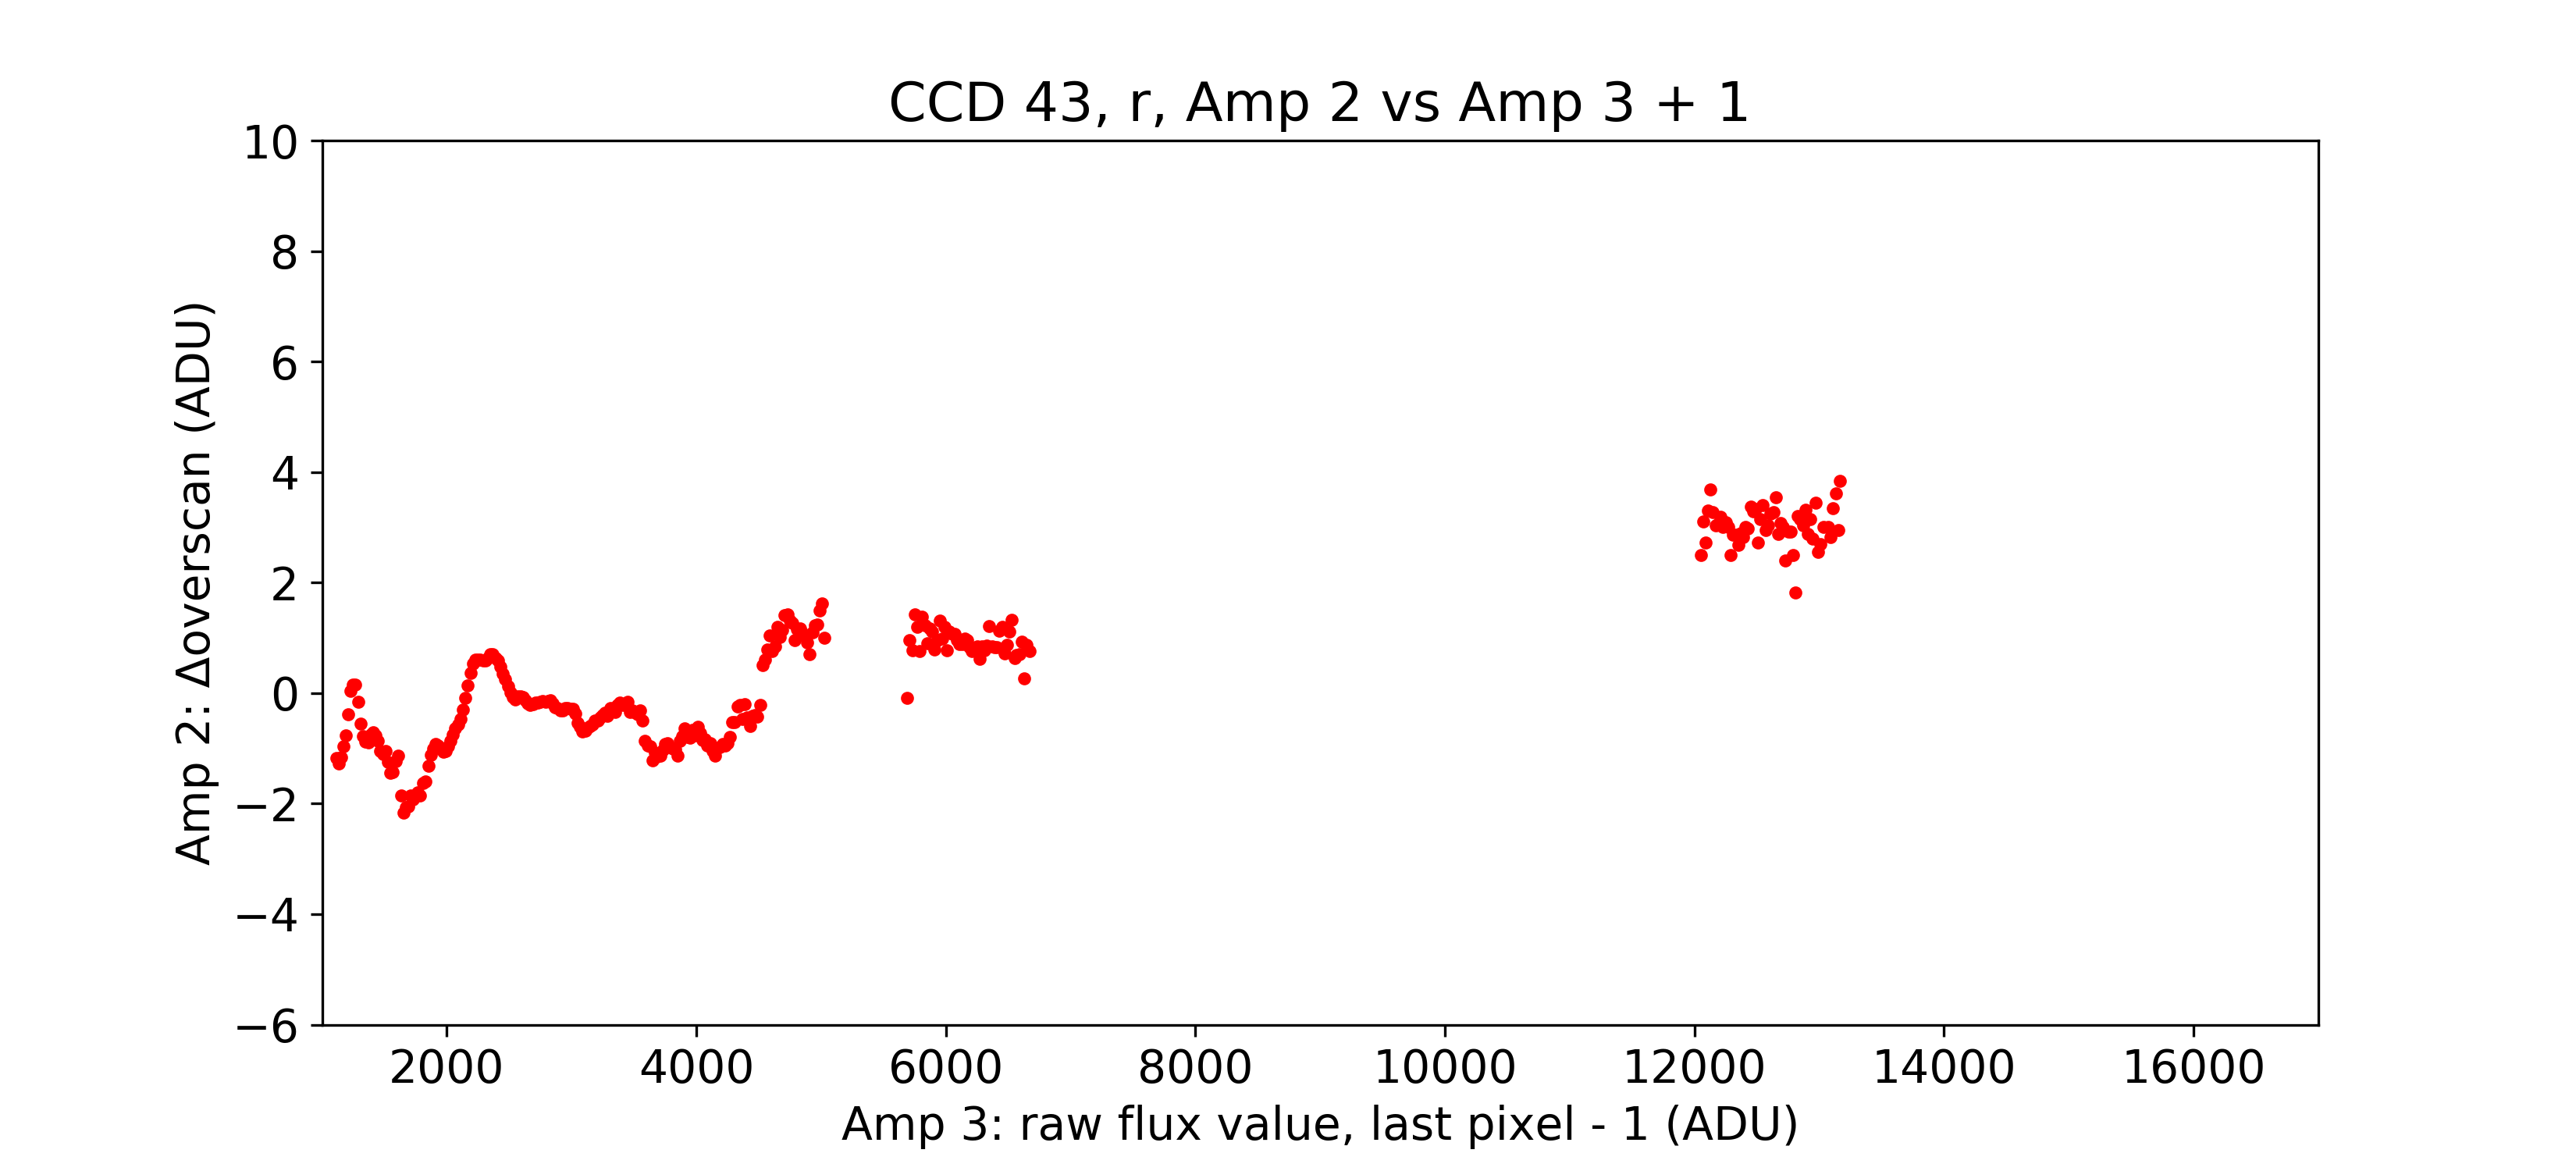 CCD 43, r, Amp 2 vs Amp 3 + 1
10
8
6
4
2
0
−2
−4
−6
Amp 2: Δoverscan (ADU)
2000 4000 6000 8000 10000 12000 14000 16000
Amp 3: raw flux value, last pixel - 1 (ADU)